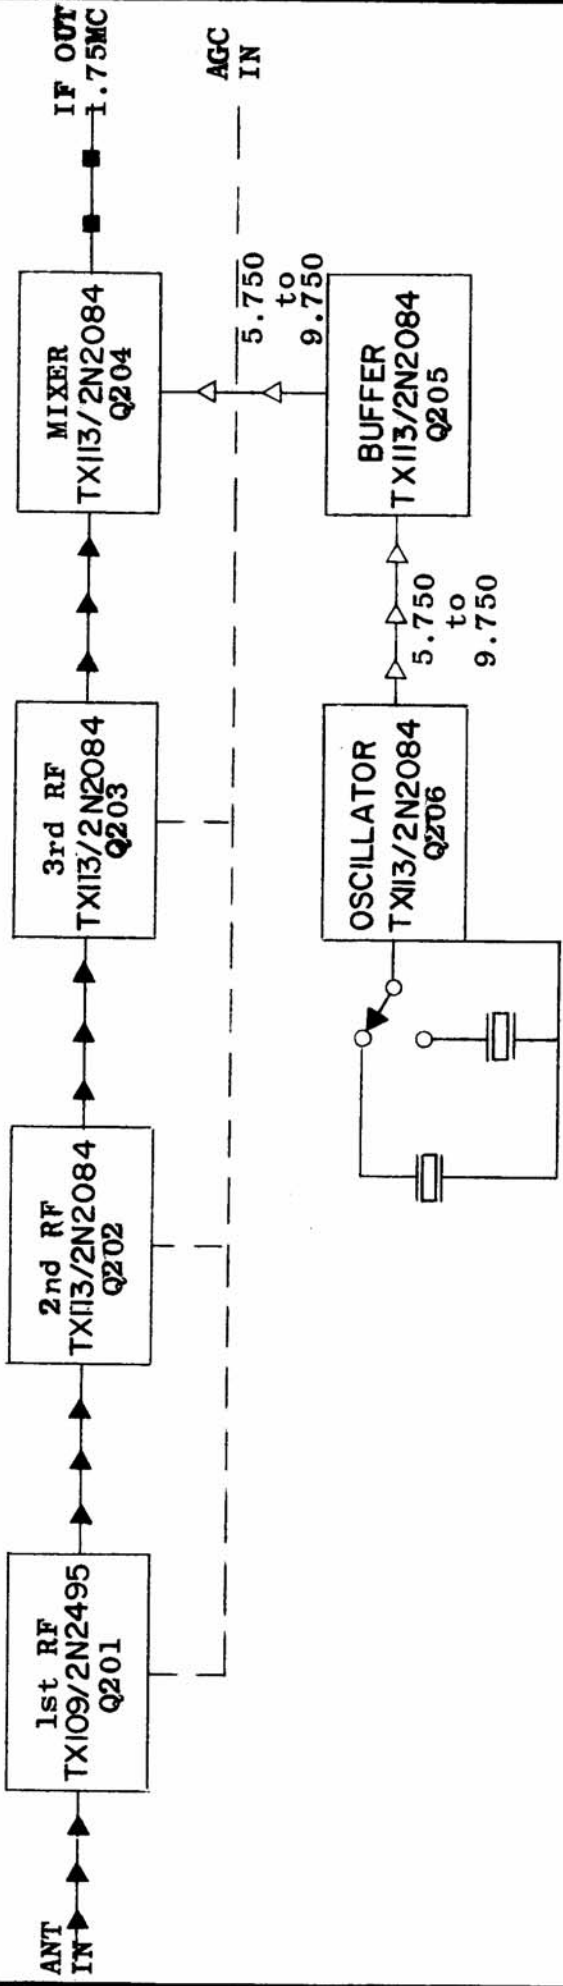 ANT
IN
1st RF
TX109/2N2495
Q201
2nd RF
TX113/2N2084
Q202
3rd RF
TX113/2N2084
Q203
MIXER
TX113/2N2084
Q204
IF OUT
1.75MC
AGC
IN
5.750
to
9.750
OSCILLATOR
TX113/2N2084
Q206
5.750
to
9.750
BUFFER
TX113/2N2084
Q205